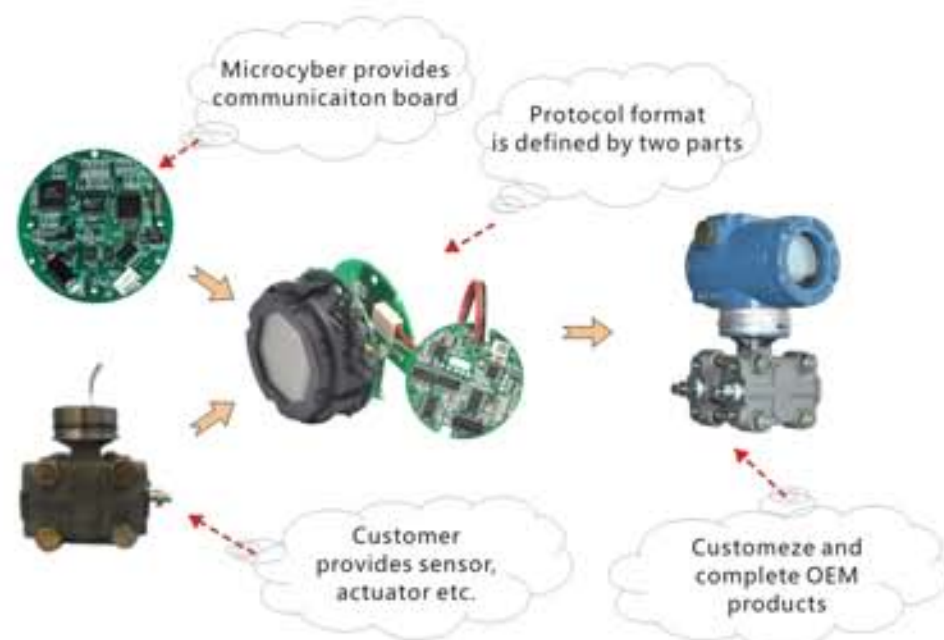 Microcyber provides
communicaiton board
Protocol format
is defined by two parts
Customer
provides sensor,
actuator etc.
Customeze and
complete OEM
products